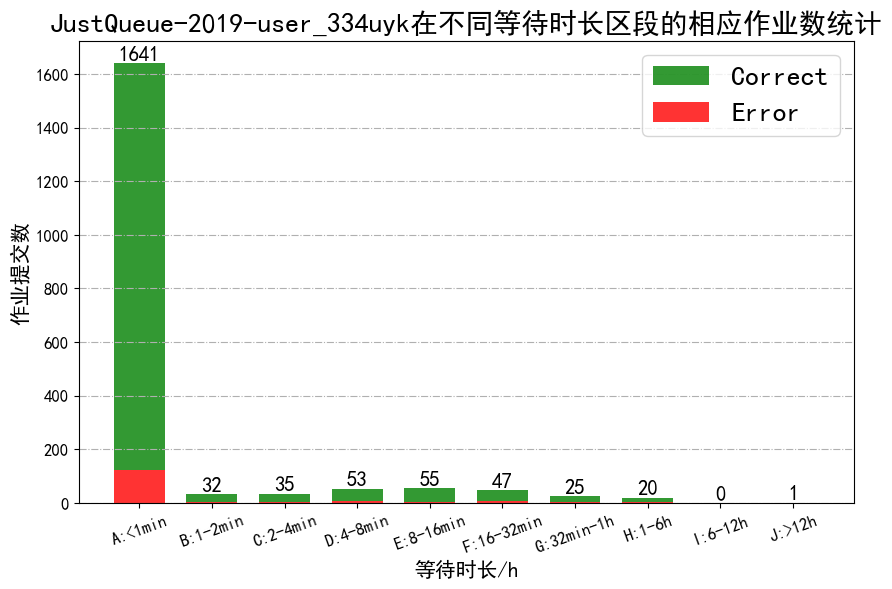 JustQueue-2019-user_334uyk在不同等待时长区段的相应作业数统计
Correct
Error
作业提交数
1600
1400
1200
1000
800
600
400
200
0
1641
32
35
53
55
47
25
20
0
1
A:<1min
B:1-2min
C:2-4min
D:4-8min
E:8-16min
F:16-32min
G:32min-1h
H:1-6h
I:6-12h
J:>12h
等待时长/h